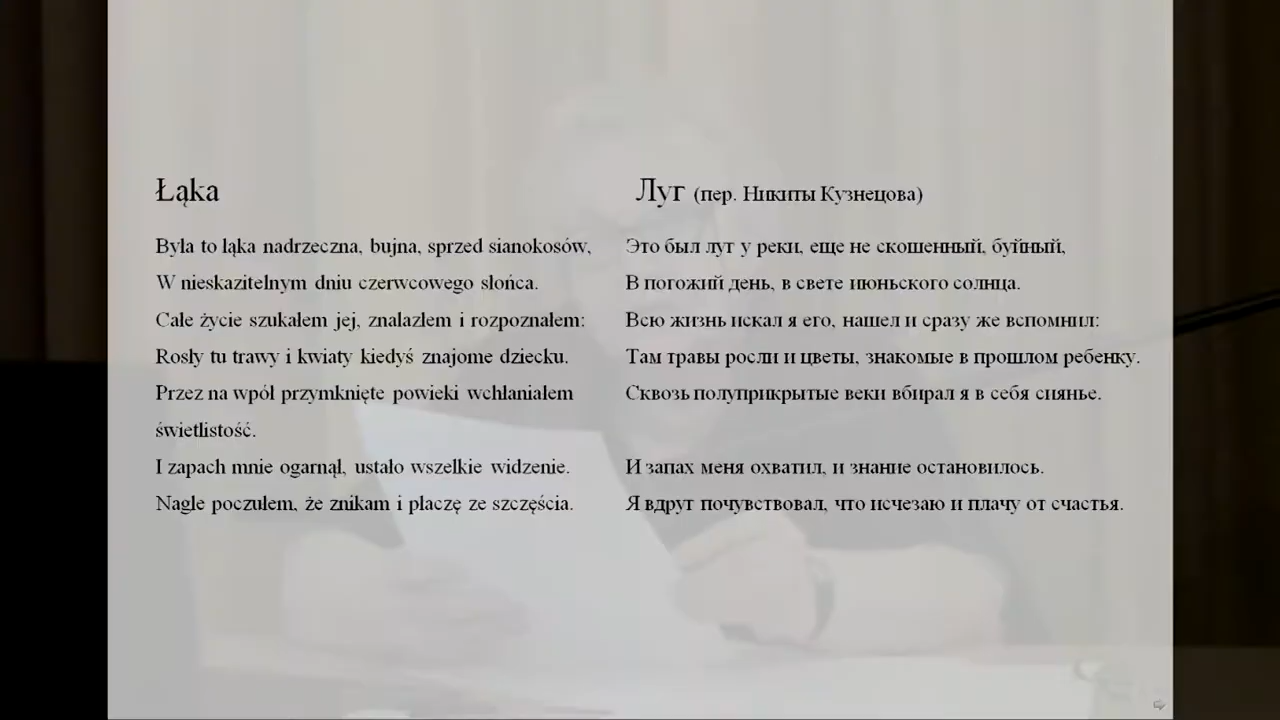 Łąka
Była to łąka nadrzeczna, bujna, sprzed sianokosów,
W nieskazitelnym dniu czerwcowego słońca.
Całe życie szukałem jej, znalazłem i rozpoznałem:
Rosły tu trawy i kwiaty kiedyś znajome dziecku.
Przez na wpół przymknięte powieki wchłaniałem
świetlistość.
I zapach mnie ogarnął, ustało wszelkie widzenie.
Nagle poczułem, że znikam i płaczę ze szczęścia.
Луг (пер. Никиты Кузнецова)
Это был луг у реки, еще не скошенный, буйный,
В погожий день, в свете июньского солнца.
Всю жизнь искал я его, нашел и сразу же вспомнил:
Там травы росли и цветы, знакомые в прошлом ребенку.
Сквозь полуприкрытые веки вбирал я в себя сиянье.
И запах меня охватил, и знание остановилось.
Я вдруг почувствовал, что исчезаю и плачу от счастья.